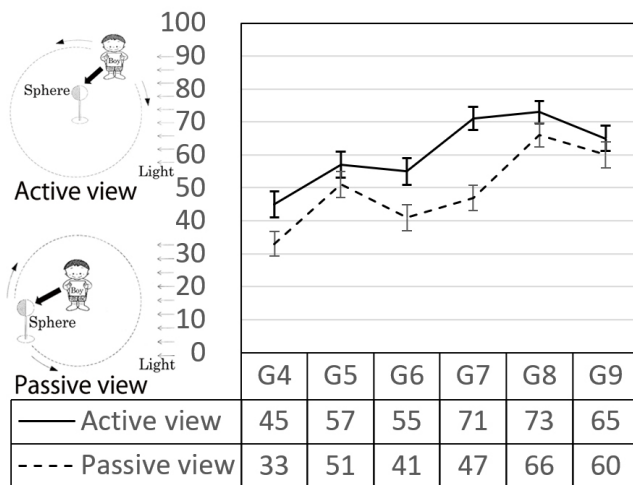 100
90
80
70
60
50
40
30
20
10
0
Boy
Sphere
Light
Active view
Boy
Sphere
Light
Passive view
G4 G5 G6 G7 G8 G9
Active view 45 57 55 71 73 65
Passive view 33 51 41 47 66 60